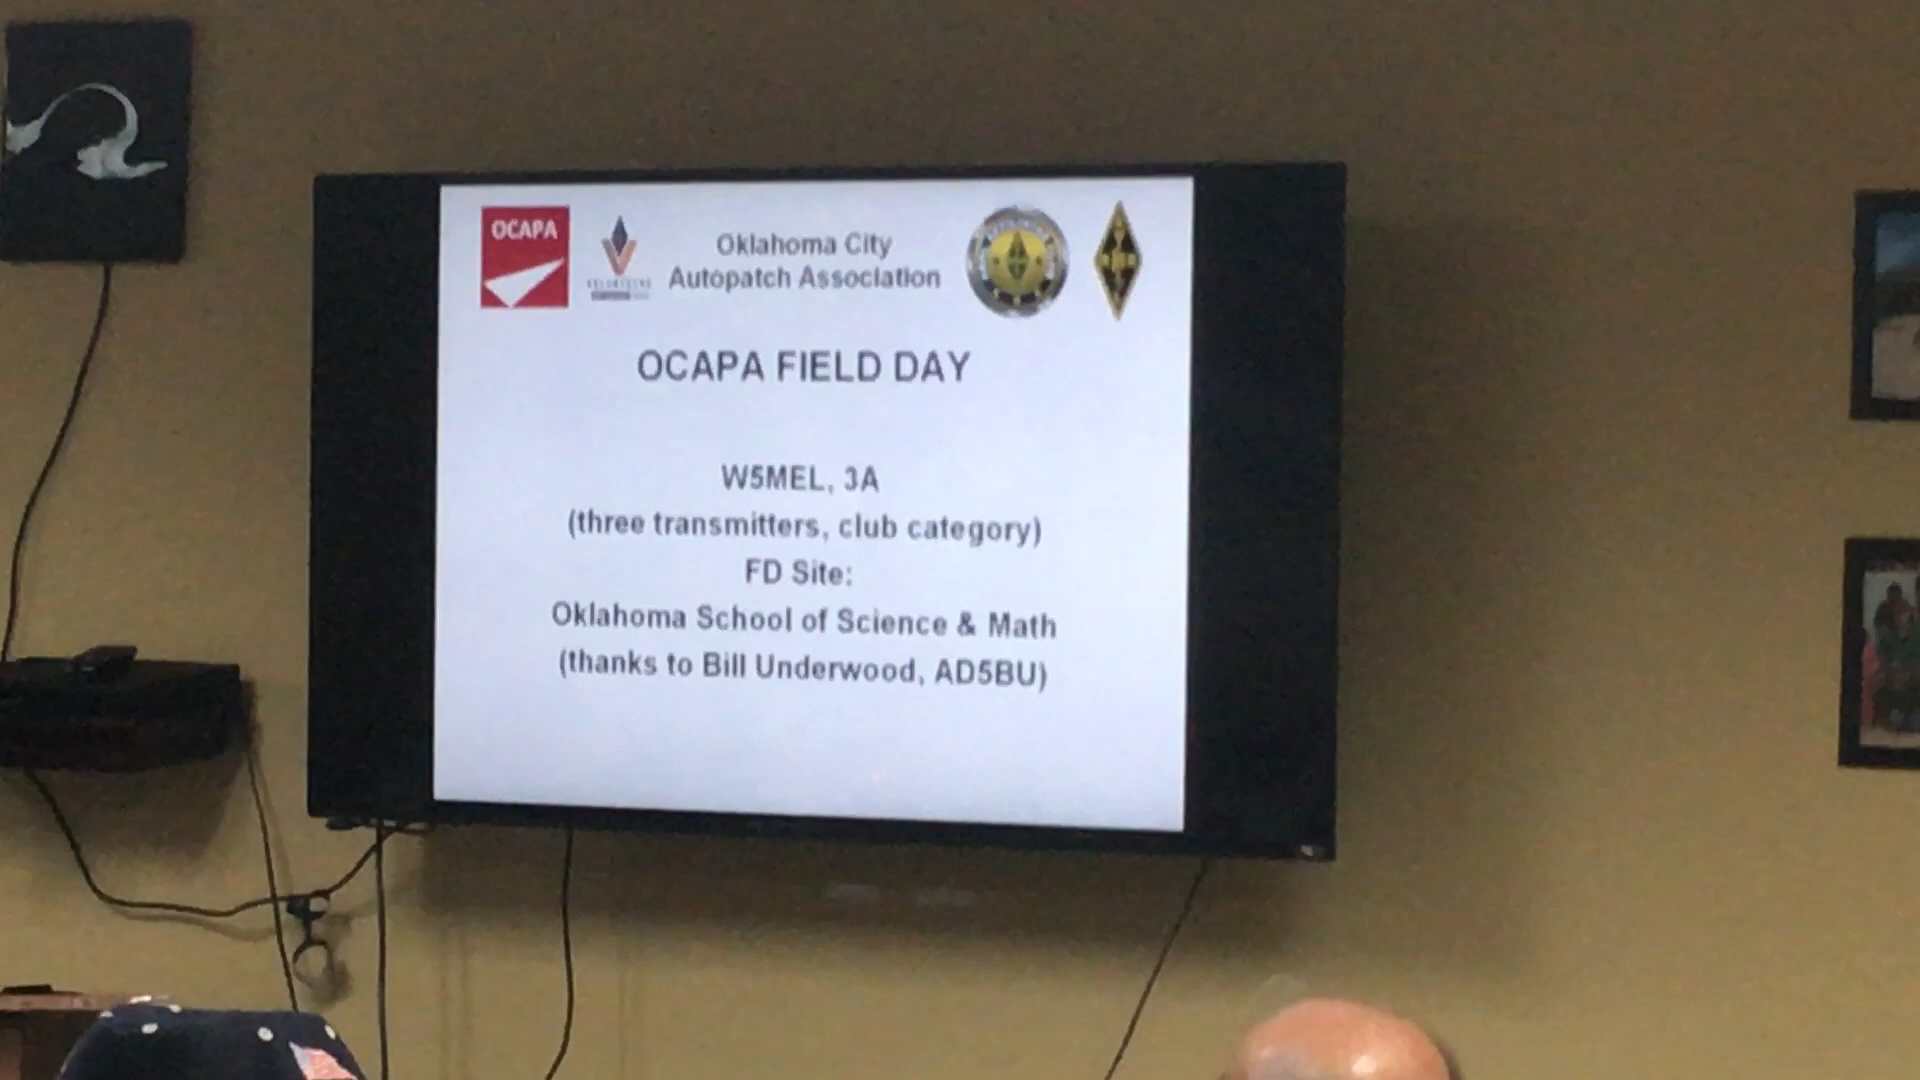 OCAPA
Oklahoma City
Autopatch Association
OCAPA FIELD DAY
W5MEL, 3A
(three transmitters, club category)
FD Site:
Oklahoma School of Science & Math
(thanks to Bill Underwood, AD5BU)